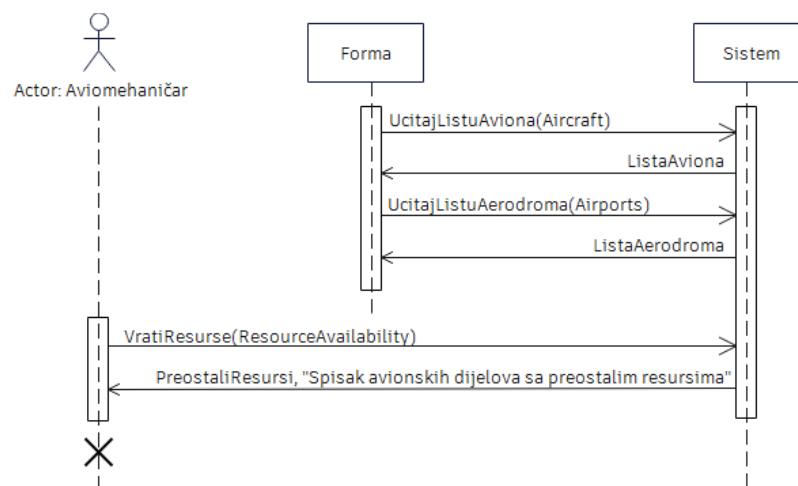 Forma
Sistem
Actor: Aviomehaničar
UcitajListuAviona(Aircraft)
ListaAviona
UcitajListuAerodroma(Airports)
ListaAerodroma
VratiResurse(ResourceAvailability)
PreostaliResursi, "Spisak avionskih dijelova sa preostalim resursima"